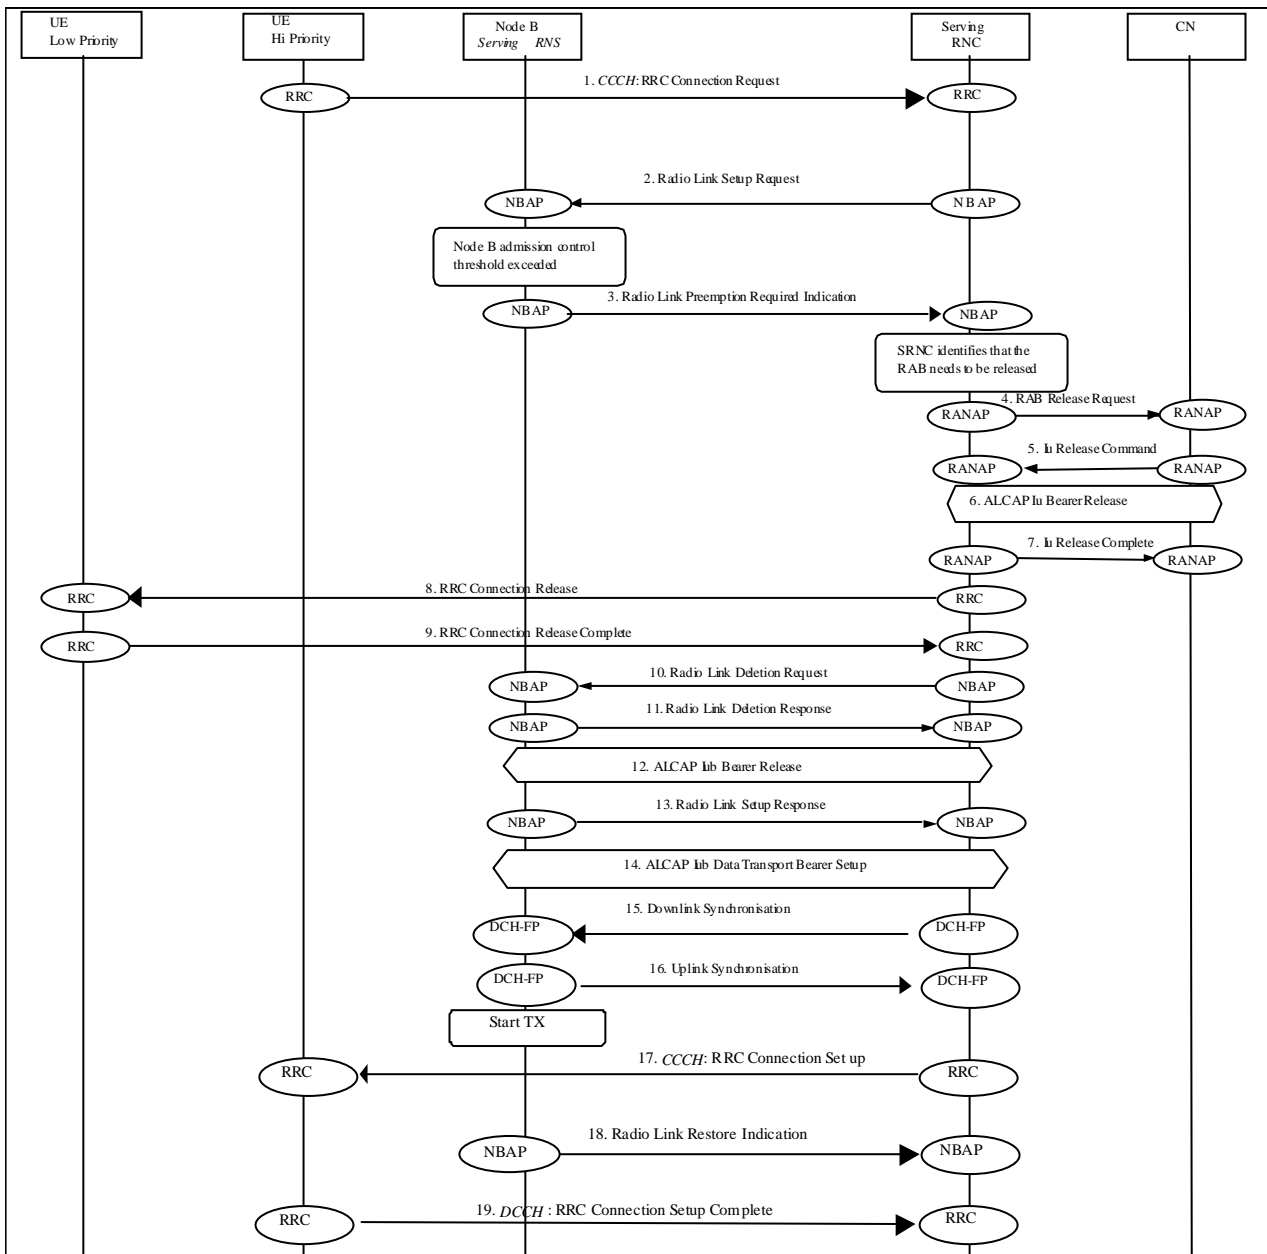 UE
Low Priority
UE
Hi Priority
Node B
Serving RNS
Serving
RNC
CN
1. CCCH: RRC Connection Request
RRC
RRC
2. Radio Link Setup Request
NBAP
NBAP
Node B admission control
threshold exceeded
3. Radio Link Preemption Required Indication
NBAP
NBAP
SRNC identifies that the
RAB needs to be released
4. RAB Release Request
RANAP
RANAP
5. Iu Release Command
RANAP
RANAP
6. ALCAP Iu Bearer Release
7. Iu Release Complete
RANAP
RANAP
8. RRC Connection Release
RRC
RRC
9. RRC Connection Release Complete
RRC
RRC
10. Radio Link Deletion Request
NBAP
NBAP
11. Radio Link Deletion Response
NBAP
NBAP
12. ALCAP Iub Bearer Release
13. Radio Link Setup Response
NBAP
NBAP
14. ALCAP Iub Data Transport Bearer Setup
15. Downlink Synchronisation
DCH-FP
DCH-FP
16. Uplink Synchronisation
DCH-FP
DCH-FP
Start TX
17. CCCH: RRC Connection Set up
RRC
RRC
18. Radio Link Restore Indication
NBAP
NBAP
19. DCCH : RRC Connection Setup Complete
RRC
RRC